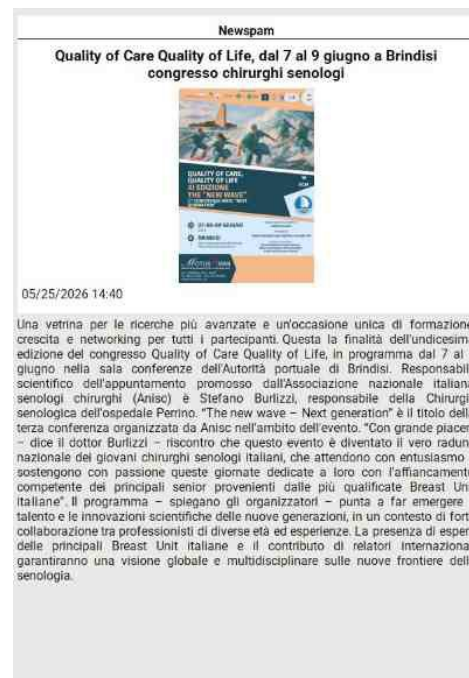 Newspam
Quality of Care Quality of Life, dal 7 al 9 giugno a Brindisi
congresso chirurghi senologi
QUALITY OF CARE,
QUALITY OF LIFE
XI EDIZIONE
THE "NEW WAVE"
BRINDISI
05/25/2026 14:40
Una vetrina per le ricerche più avanzate e un'occasione unica di formazione
crescita e networking per tutti i partecipanti. Questa la finalità dell'undicesim
edizione del congresso Quality of Care Quality of Life, in programma dal 7 al
giugno nella sala conferenze dell'Autorità portuale di Brindisi. Responsabil
scientifico dell'appuntamento promosso dall'Associazione nazionale italian
senologi chirurghi (Anisc) è Stefano Burlizzi, responsabile della Chirurgi
senologica dell'ospedale Perrino. "The new wave – Next generation" è il titolo dell
terza conferenza organizzata da Anisc nell'ambito dell'evento. "Con grande piacer
– dice il dottor Burlizzi – riscontro che questo evento è diventato il vero radun
nazionale dei giovani chirurghi senologi italiani, che attendono con entusiasmo
sostengono con passione queste giornate dedicate a loro con l'affiancament
competente dei principali senior provenienti dalle più qualificate Breast Un
italiane". Il programma – spiegano gli organizzatori – punta a far emergere
talento e le innovazioni scientifiche delle nuove generazioni, in un contesto di fort
collaborazione tra professionisti di diverse età ed esperienze. La presenza di esper
delle principali Breast Unit italiane e il contributo di relatori internaziona
garantiranno una visione globale e multidisciplinare sulle nuove frontiere dell
senologia.